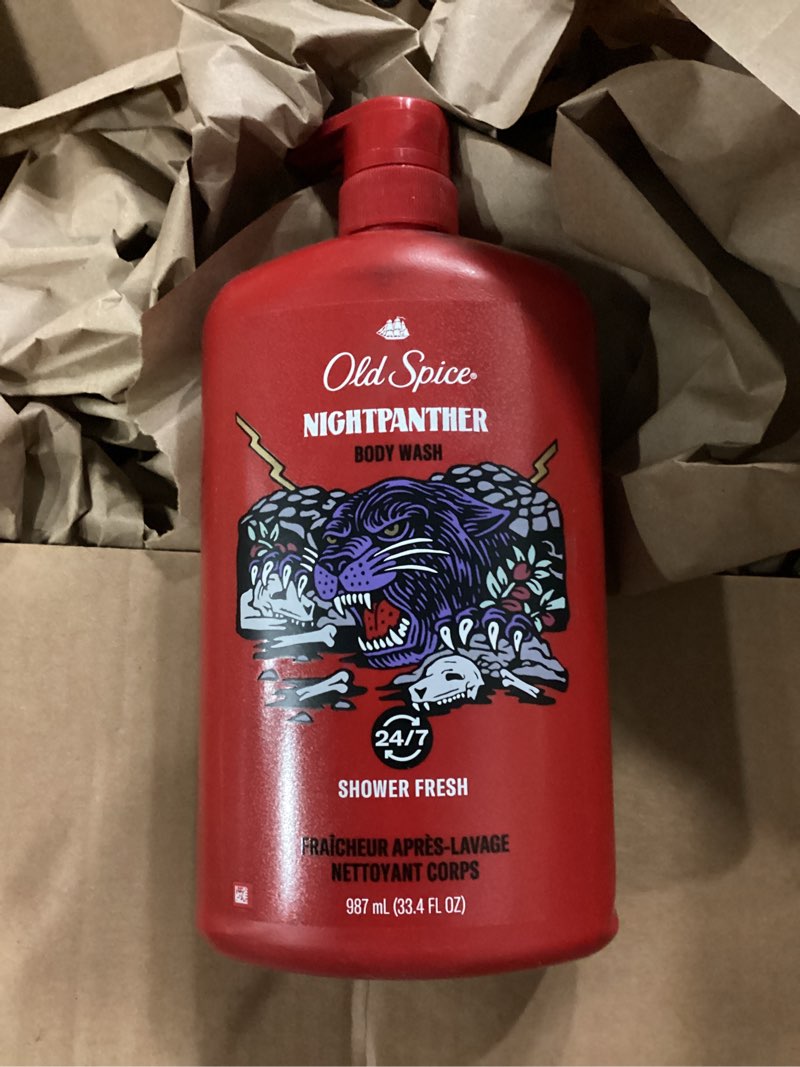 Old Spice®
NIGHTPANTHER
BODY WASH
24/7
SHOWER FRESH
FRAÎCHEUR APRÈS-LAVAGE
NETTOYANT CORPS
987 mL (33.4 FL OZ)